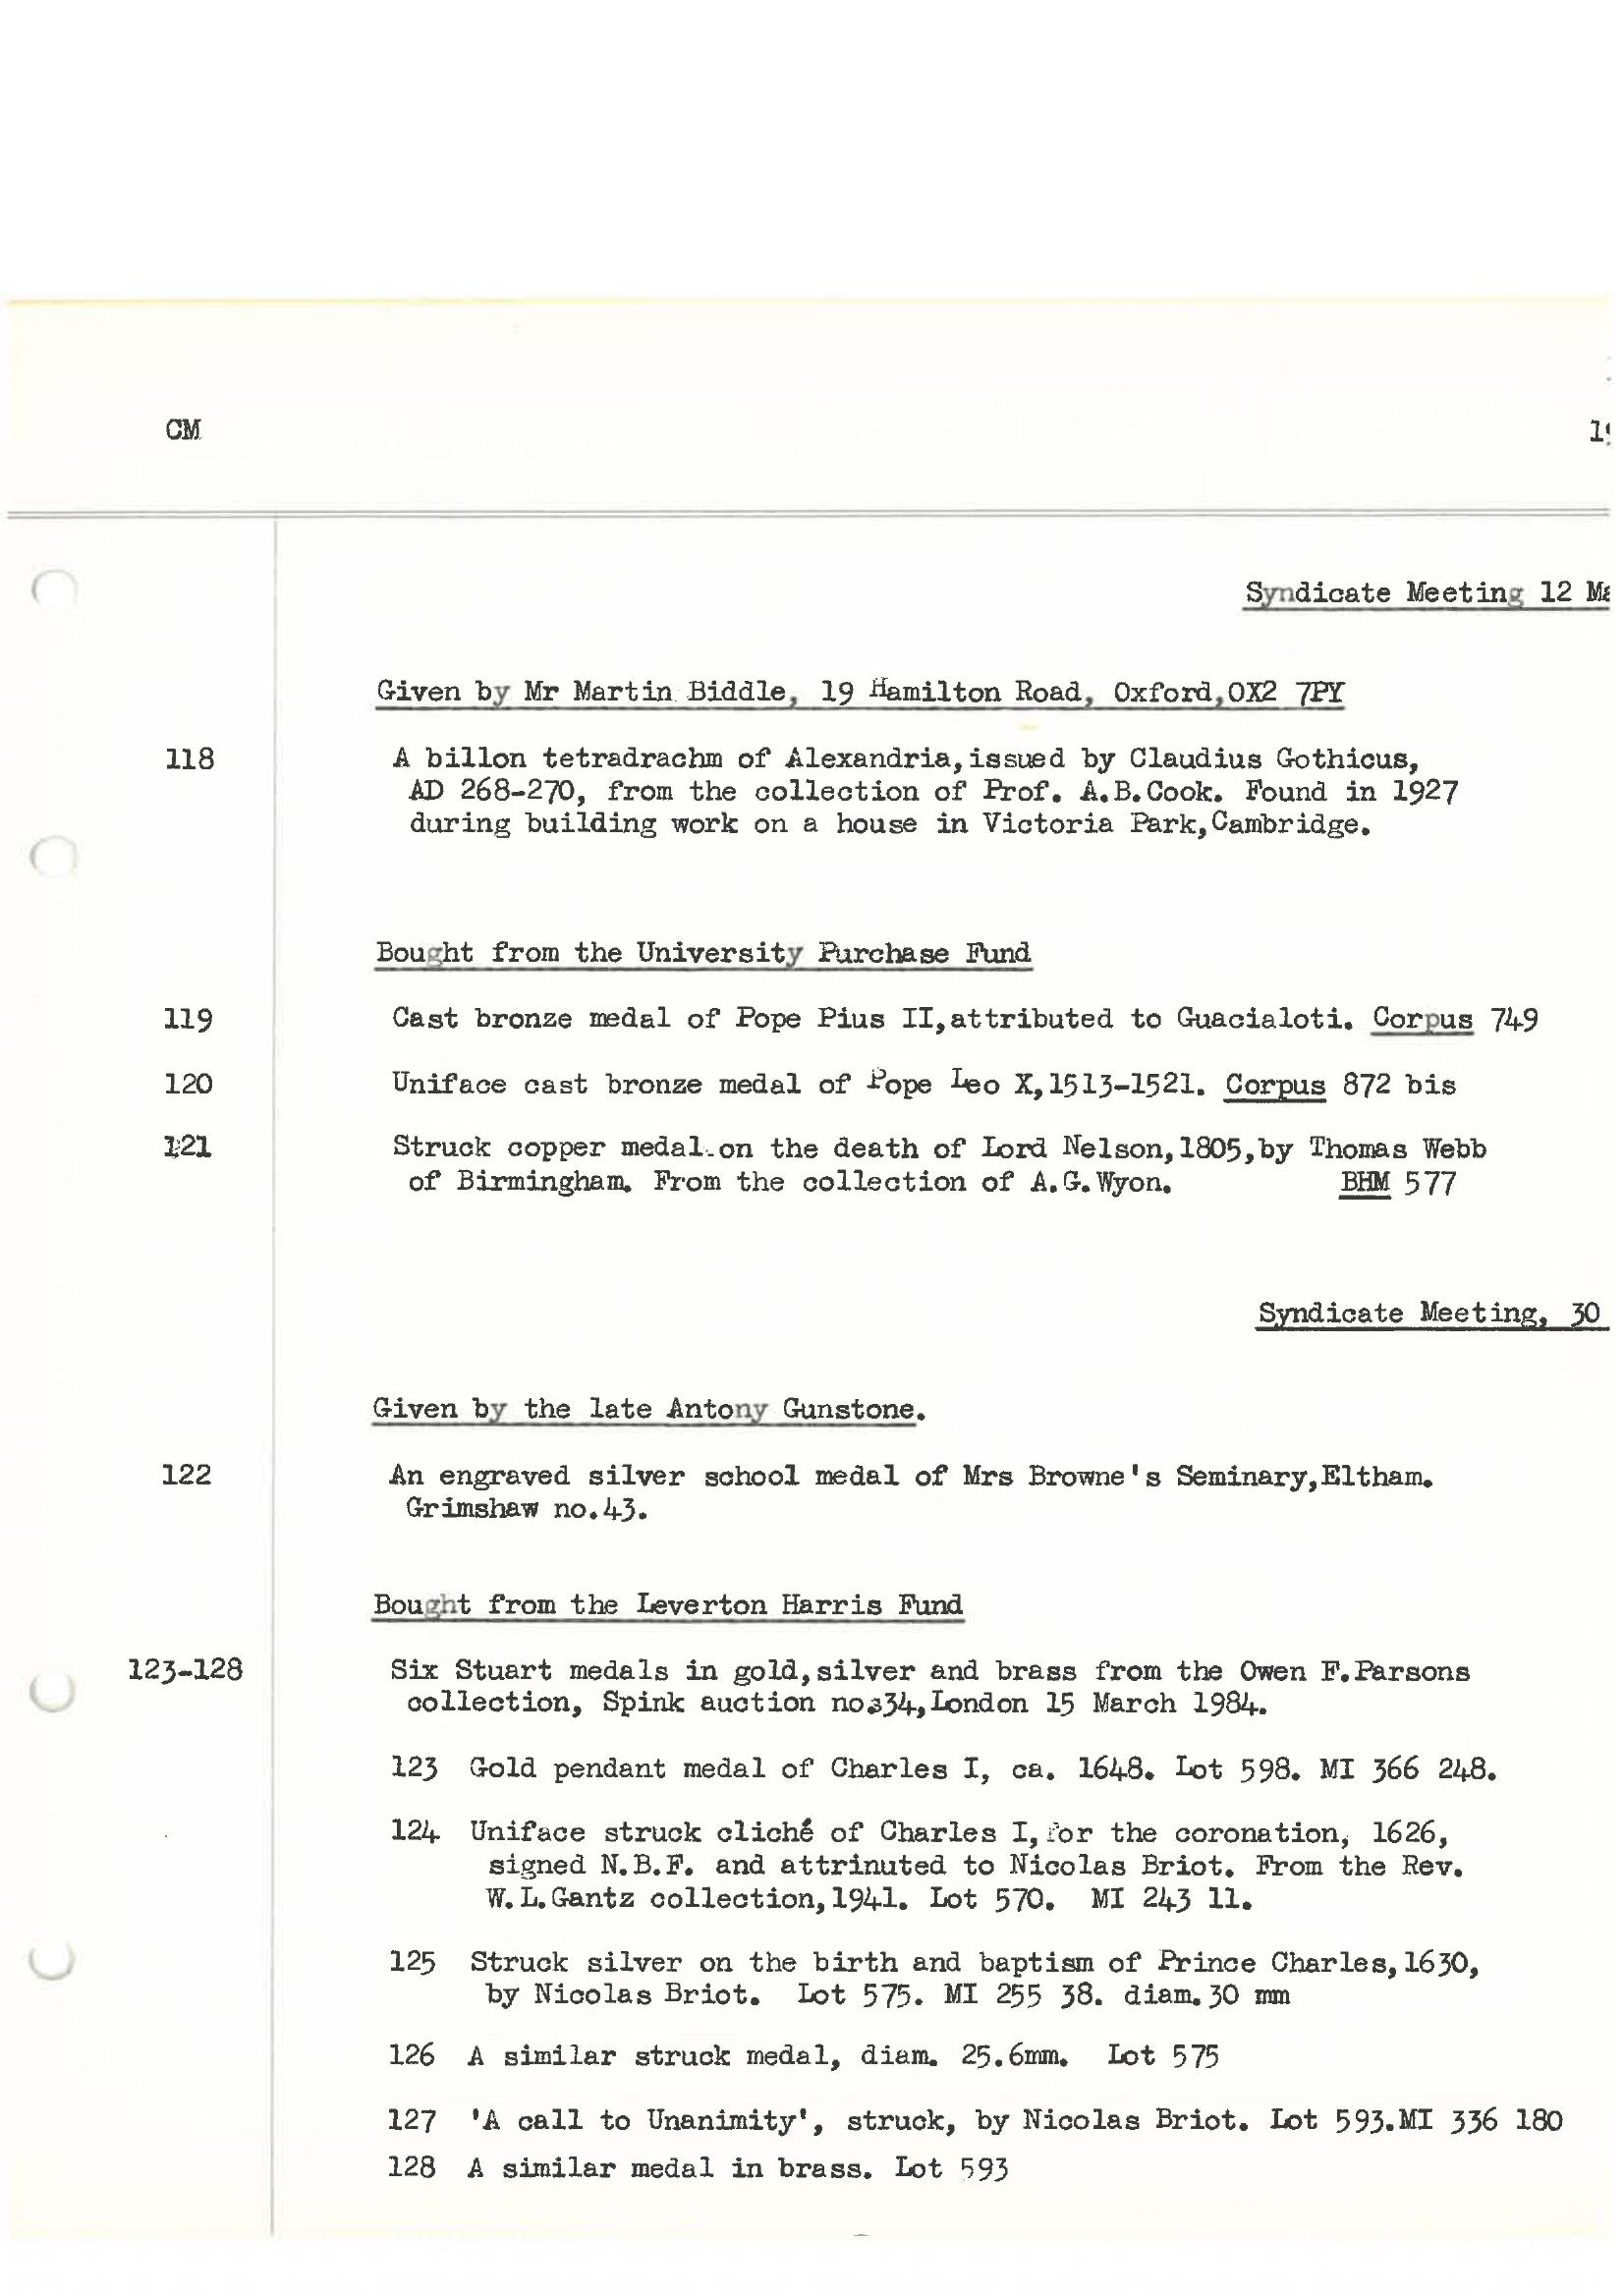 CM
Syndicate Meeting 12
Given by Mr Martin Biddle, 19 Hamilton Road, Oxford, OX2 7PY
118 A billon tetradrachm of Alexandria, issued by Claudius Gothicus,
AD 268-270, from the collection of Prof. A.B. Cook. Found in 1927
during building work on a house in Victoria Park, Cambridge.
Bought from the University Purchase Fund
119 Cast bronze medal of Pope Pius II, attributed to Guacialoti. Corpus 749
120 Uniface cast bronze medal of Pope Leo X, 1513-1521. Corpus 872 bis
121 Struck copper medal on the death of Lord Nelson, 1805, by Thomas Webb
of Birmingham. From the collection of A.G. Wyon. BHM 577
Syndicate Meeting, 30
Given by the late Antony Gunstone.
122 An engraved silver school medal of Mrs Browne's Seminary, Eltham.
Grimshaw no.43.
Bought from the Leverton Harris Fund
123-128 Six Stuart medals in gold, silver and brass from the Owen F. Parsons
collection, Spink auction no.34, London 15 March 1984.
123 Gold pendant medal of Charles I, ca. 1648. Lot 598. MI 366 248.
124 Uniface struck cliché of Charles I, for the coronation, 1626,
signed N.B.F. and attrinuted to Nicolas Briot. From the Rev.
W.L. Gantz collection, 1941. Lot 570. MI 243 11.
125 Struck silver on the birth and baptism of Prince Charles, 1630,
by Nicolas Briot. Lot 575. MI 255 38. diam. 30 mm
126 A similar struck medal, diam. 25.6mm. Lot 575
127 'A call to Unanimity', struck, by Nicolas Briot. Lot 593. MI 336 180
128 A similar medal in brass. Lot 593